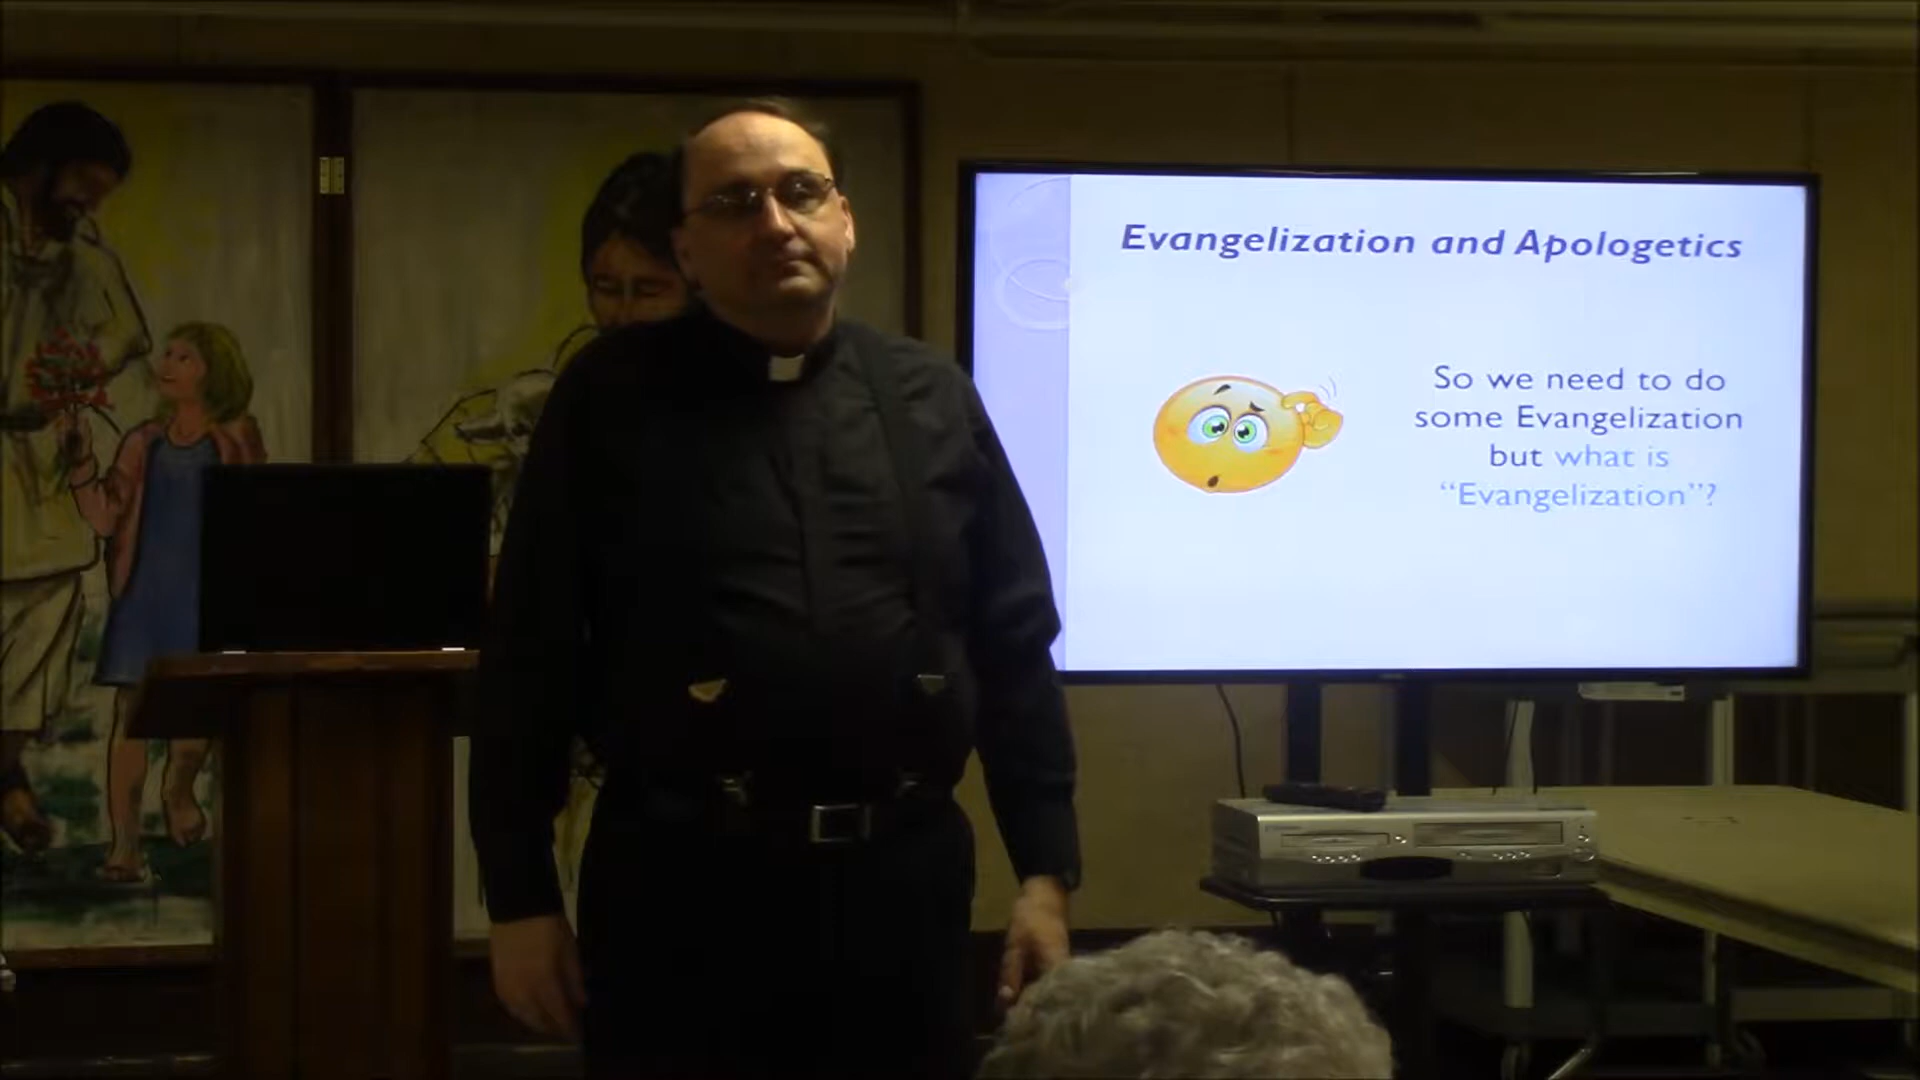 Evangelization and Apologetics
So we need to do
some Evangelization
but what is
“Evangelization”?